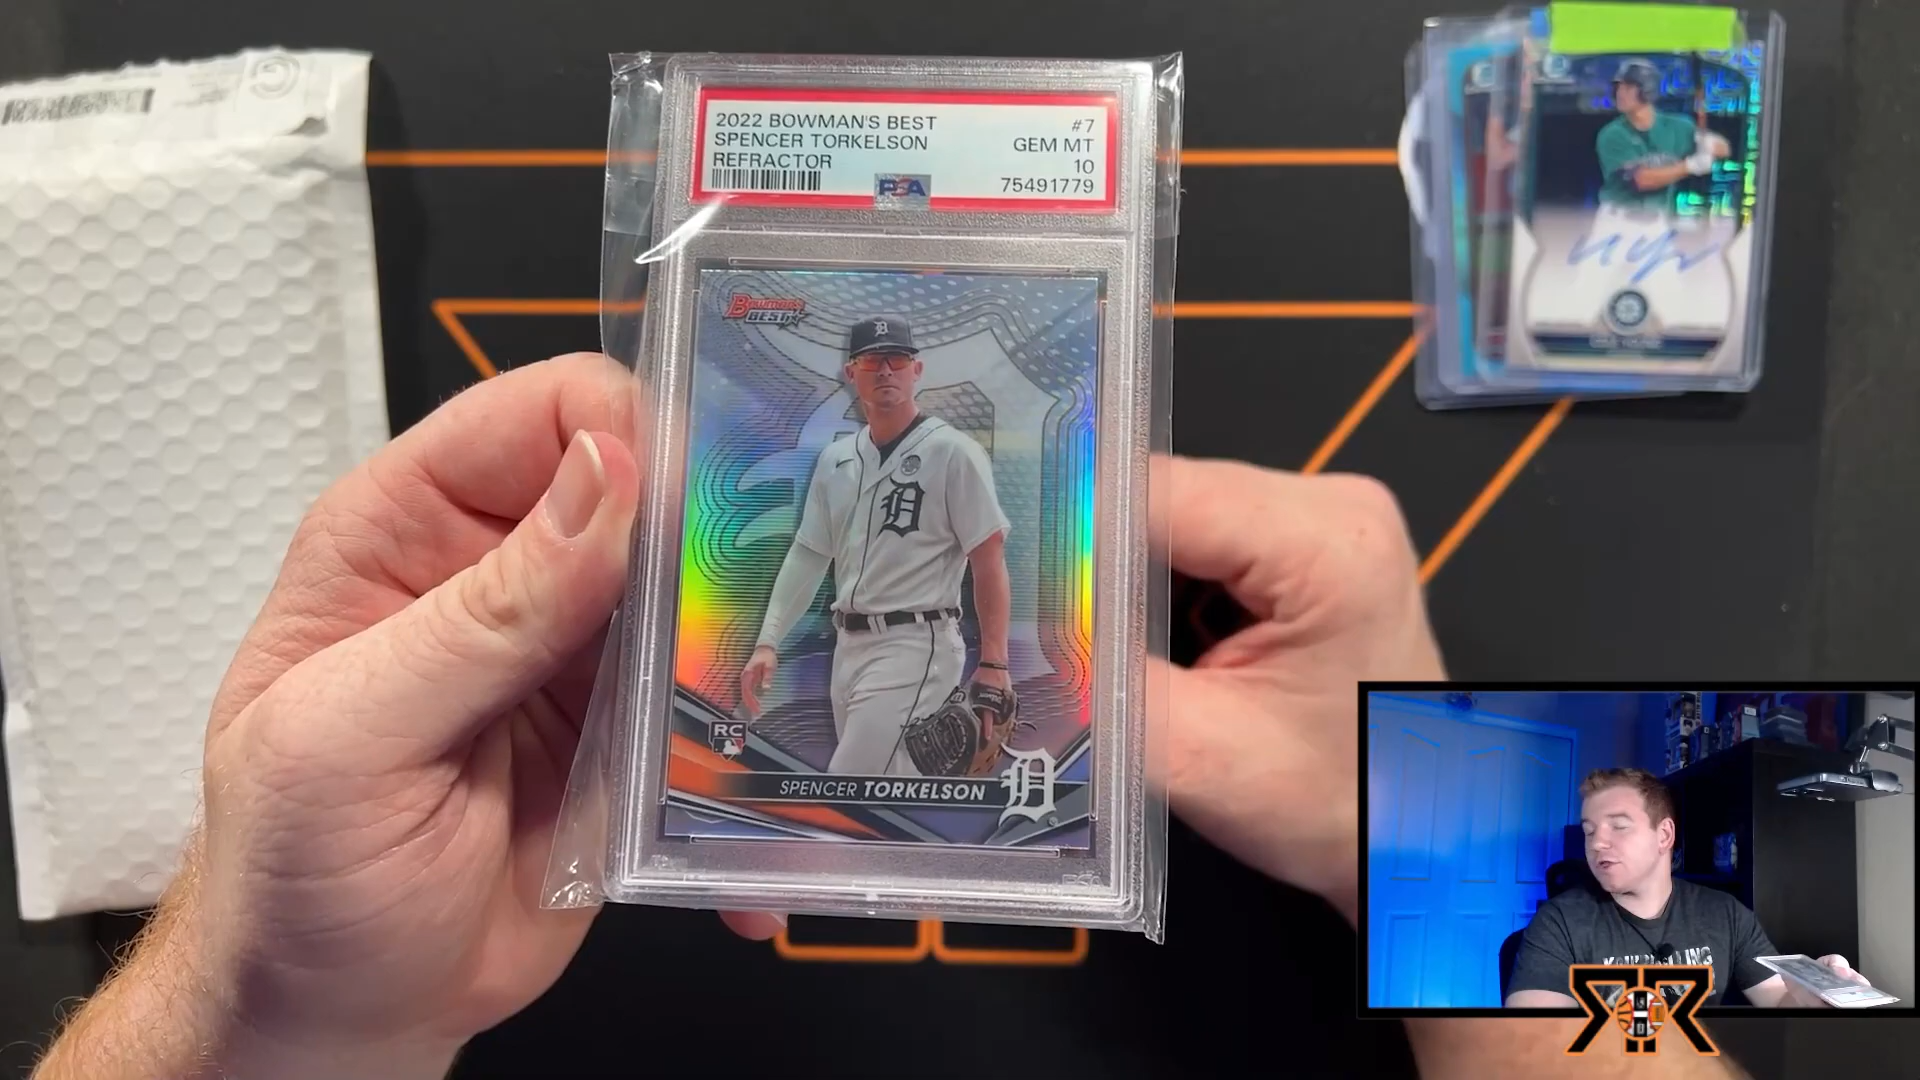 2022 BOWMAN'S BEST
SPENCER TORKELSON
REFRACTOR
#7
GEM MT
10
75491779
PSA
Bowman's
BEST
D
D
RC
SPENCER TORKELSON
D